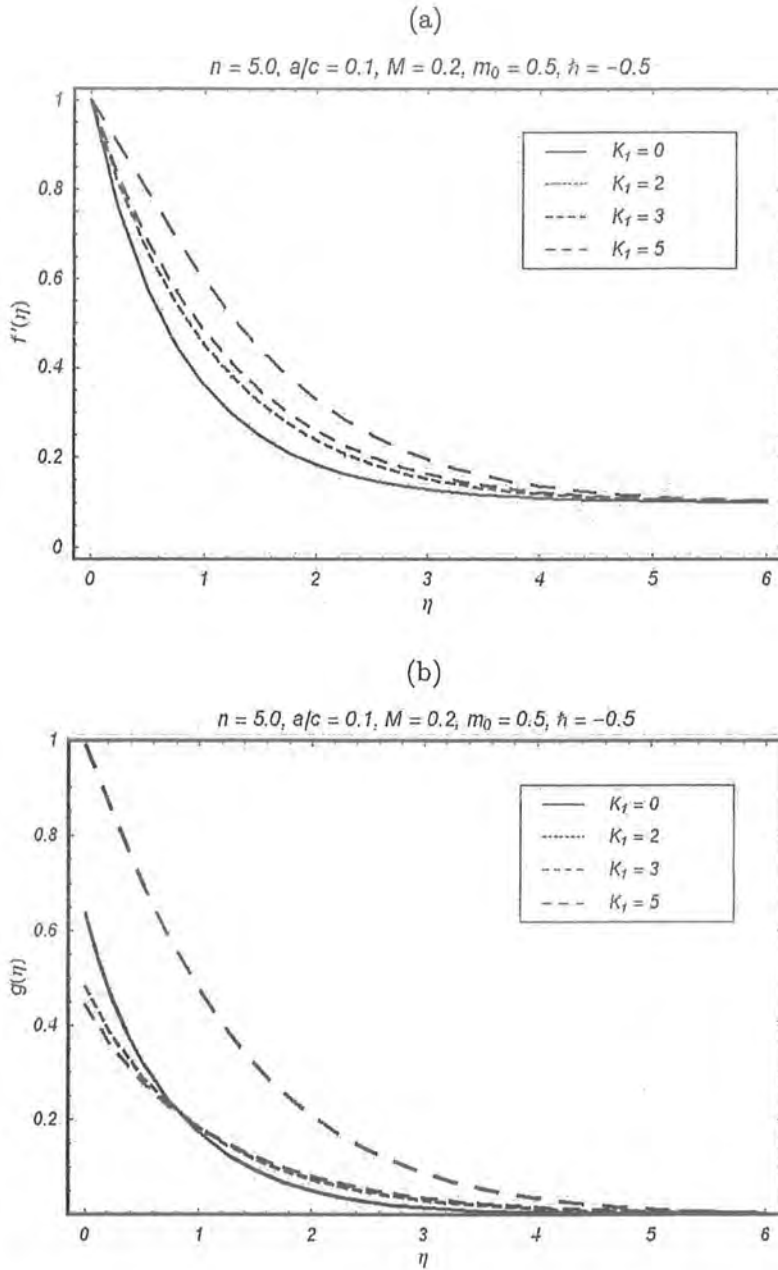 (a)
n = 5.0, a/c = 0.1, M = 0.2, m₀ = 0.5, ℏ = −0.5
1
0.8
0.6
0.4
0.2
0
f'(η)
K₁ = 0
K₁ = 2
K₁ = 3
K₁ = 5
0 1 2 3 4 5 6
η
(b)
n = 5.0, a/c = 0.1, M = 0.2, m₀ = 0.5, ℏ = −0.5
1
0.8
0.6
0.4
0.2
g(η)
K₁ = 0
K₁ = 2
K₁ = 3
K₁ = 5
0 1 2 3 4 5 6
η